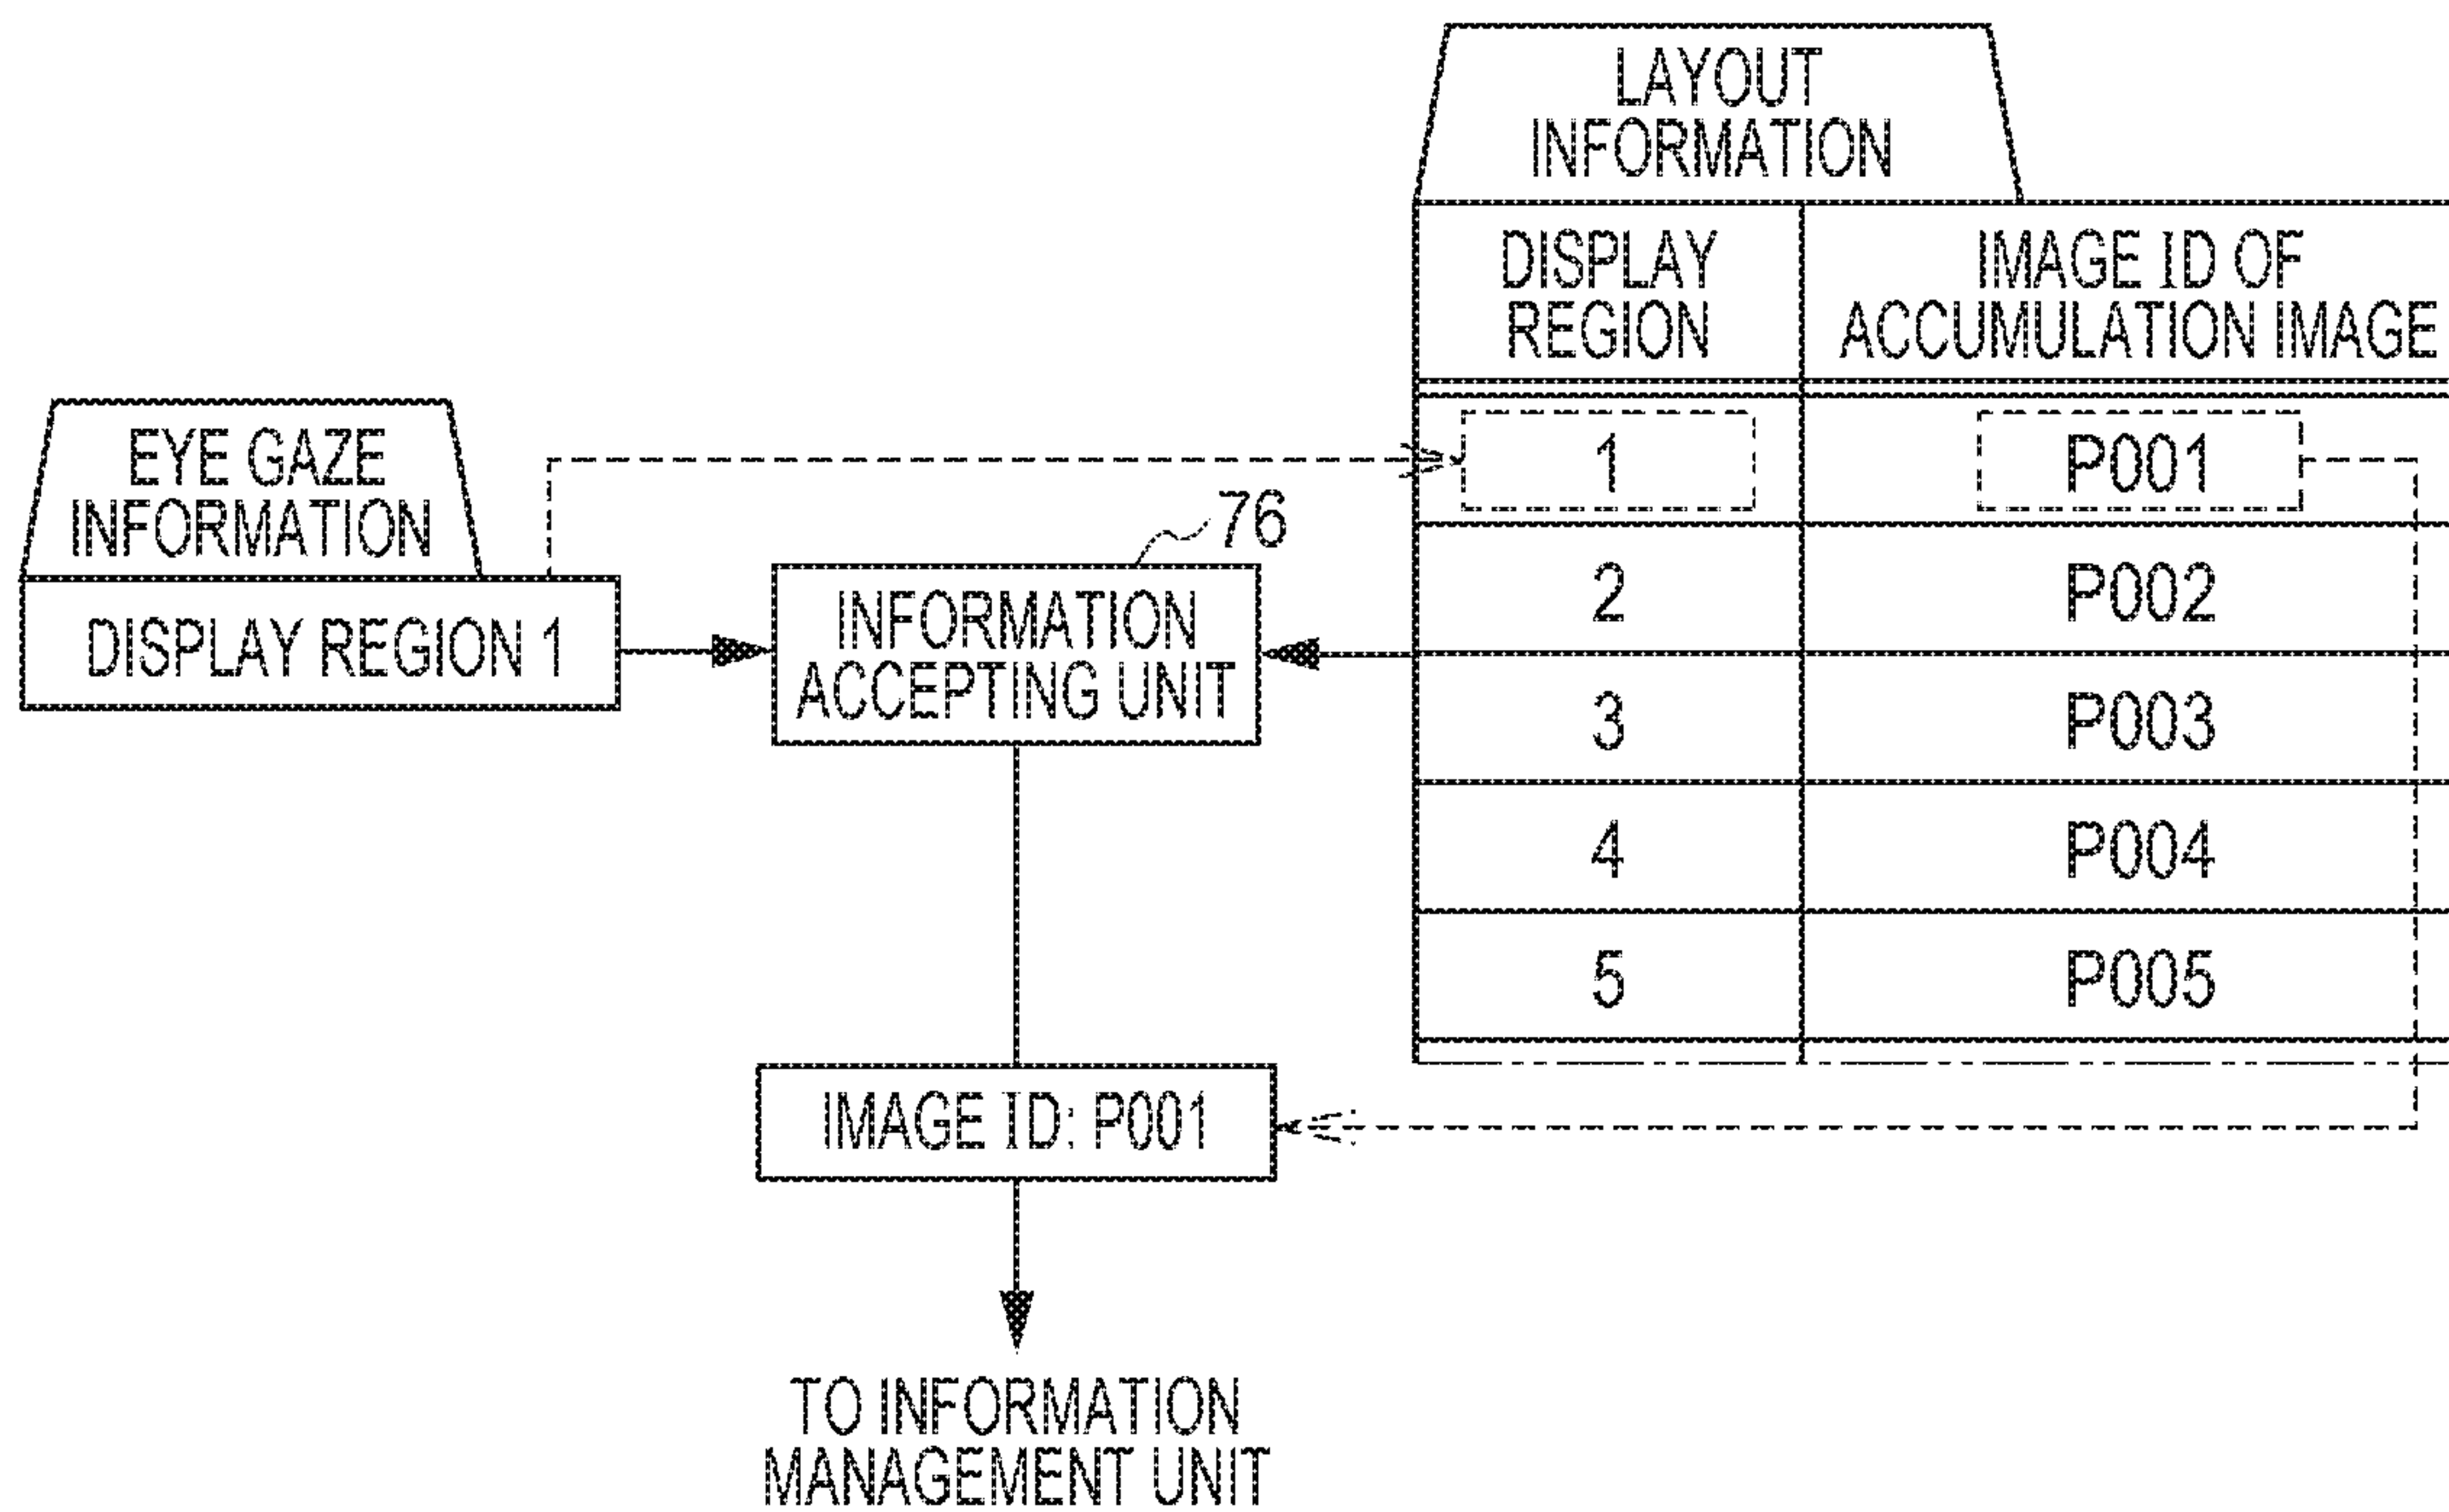 LAYOUT
INFORMATION
DISPLAY
REGION
IMAGE ID OF
ACCUMULATION IMAGE
1
P001
2
P002
3
P003
4
P004
5
P005
EYE GAZE
INFORMATION
DISPLAY REGION 1
76
INFORMATION
ACCEPTING UNIT
IMAGE ID: P001
TO INFORMATION
MANAGEMENT UNIT